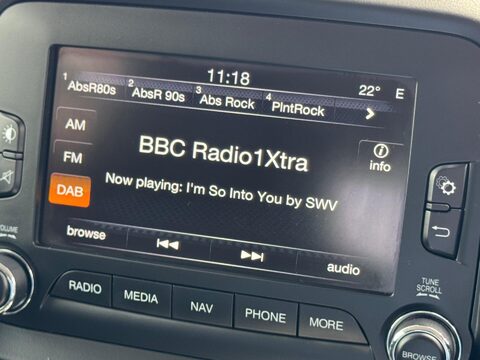 11:18
22° E
1 AbsR80s 2 AbsR 90s 3 Abs Rock 4 PlntRock
AM
FM
DAB
BBC Radio1Xtra
info
Now playing: I'm So Into You by SWV
browse
audio
VOLUME
RADIO MEDIA NAV PHONE MORE
TUNE
SCROLL
BROWSE